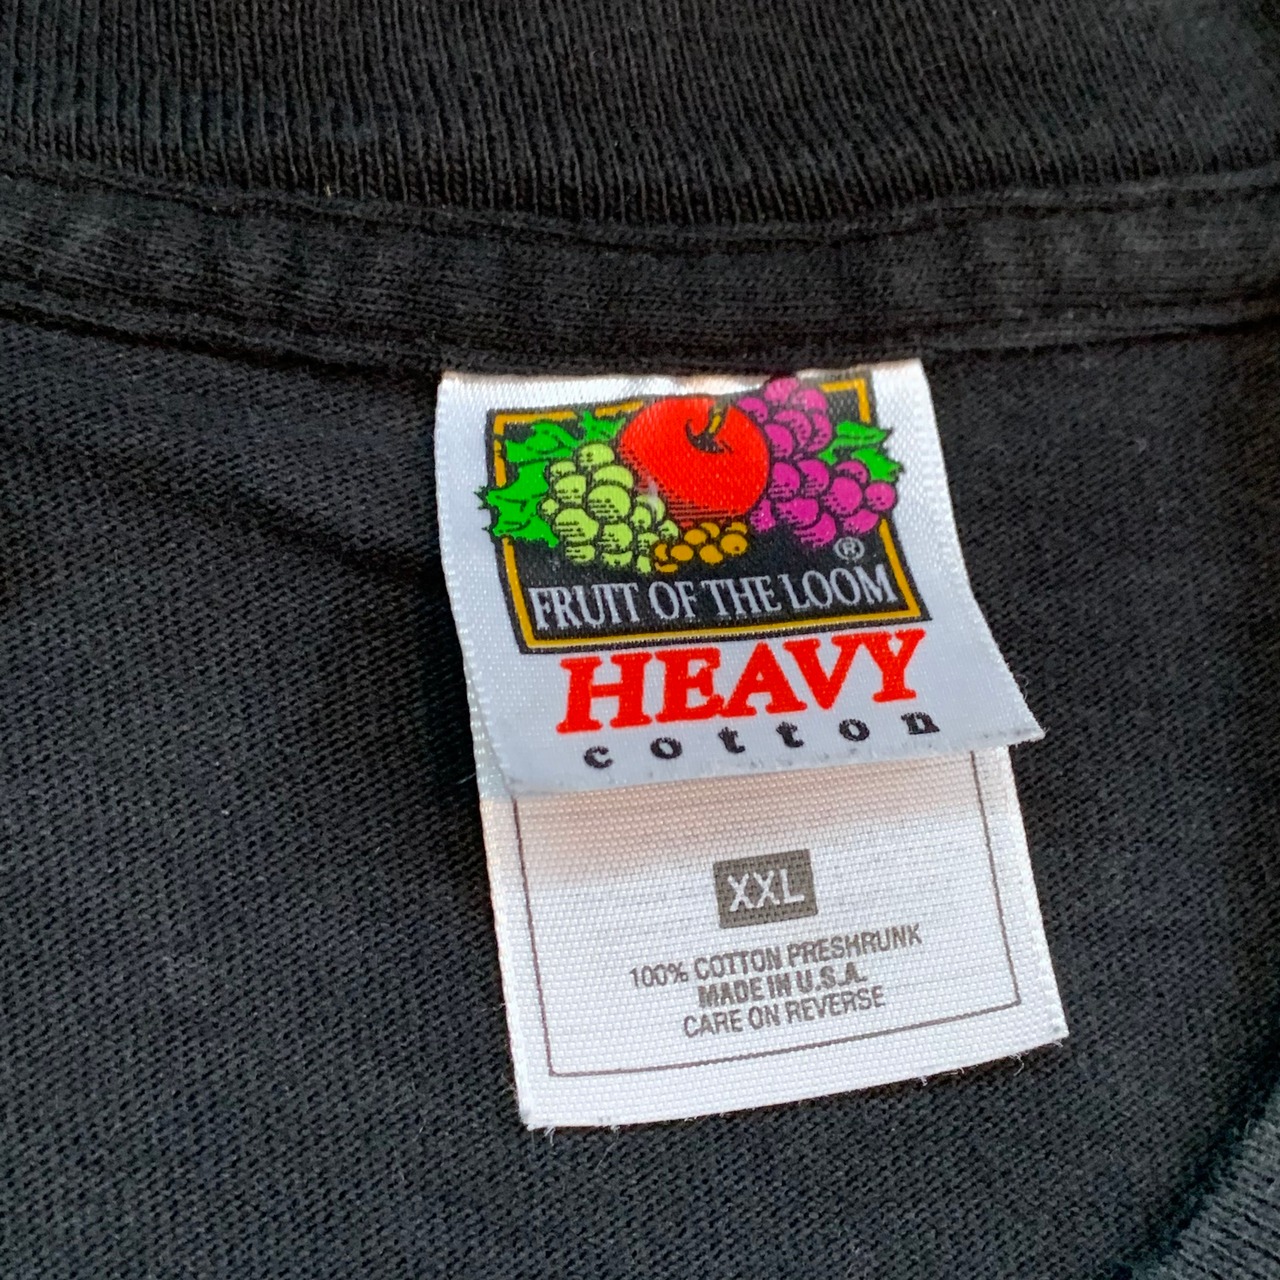 ®
FRUIT OF THE LOOM
HEAVY
cotton
XXL
100% COTTON PRESHRUNK
MADE IN U.S.A.
CARE ON REVERSE